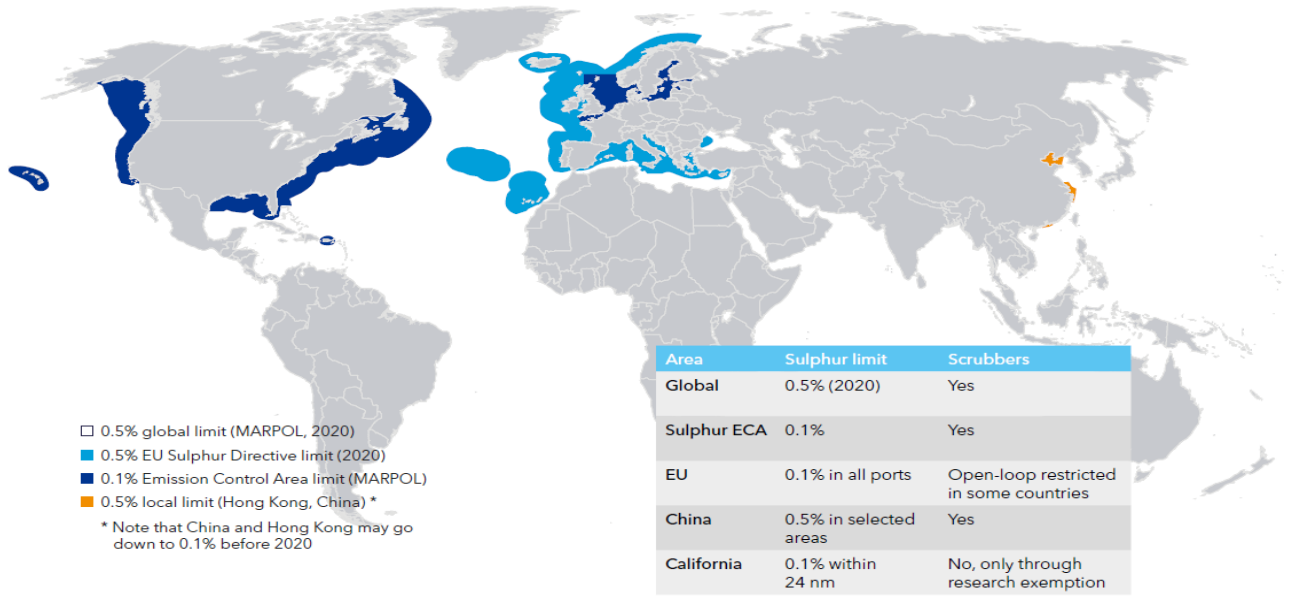 Area Sulphur limit Scrubbers
Global 0.5% (2020) Yes
Sulphur ECA 0.1% Yes
EU 0.1% in all ports Open-loop restricted
in some countries
China 0.5% in selected Yes
areas
California 0.1% within No, only through
24 nm research exemption
0.5% global limit (MARPOL, 2020)
0.5% EU Sulphur Directive limit (2020)
0.1% Emission Control Area limit (MARPOL)
0.5% local limit (Hong Kong, China) *
* Note that China and Hong Kong may go
down to 0.1% before 2020